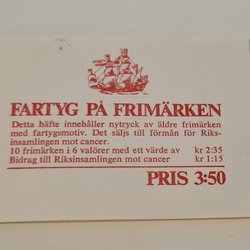 FARTYG PÅ FRIMÄRKEN
Detta häfte innehåller nytryck av äldre frimärken
med fartygsmotiv. Det säljs till förmån för Riks-
insamlingen mot cancer.
10 frimärken i 6 valörer med ett värde av kr 2:35
Bidrag till Riksinsamlingen mot cancer kr 1:15
PRIS 3:50